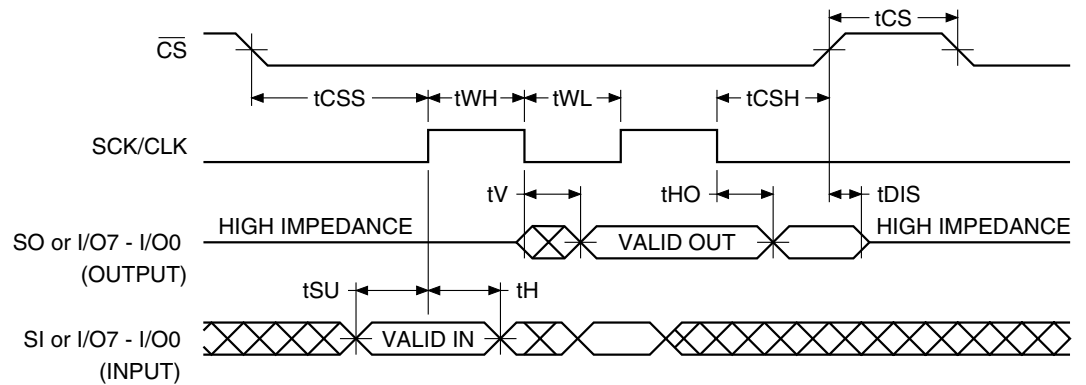 tCS
C̅S̅
tCSS tWH tWL tCSH
SCK/CLK
tV tHO tDIS
HIGH IMPEDANCE HIGH IMPEDANCE
SO or I/O7 - I/O0 VALID OUT
(OUTPUT)
tSU tH
SI or I/O7 - I/O0 VALID IN
(INPUT)